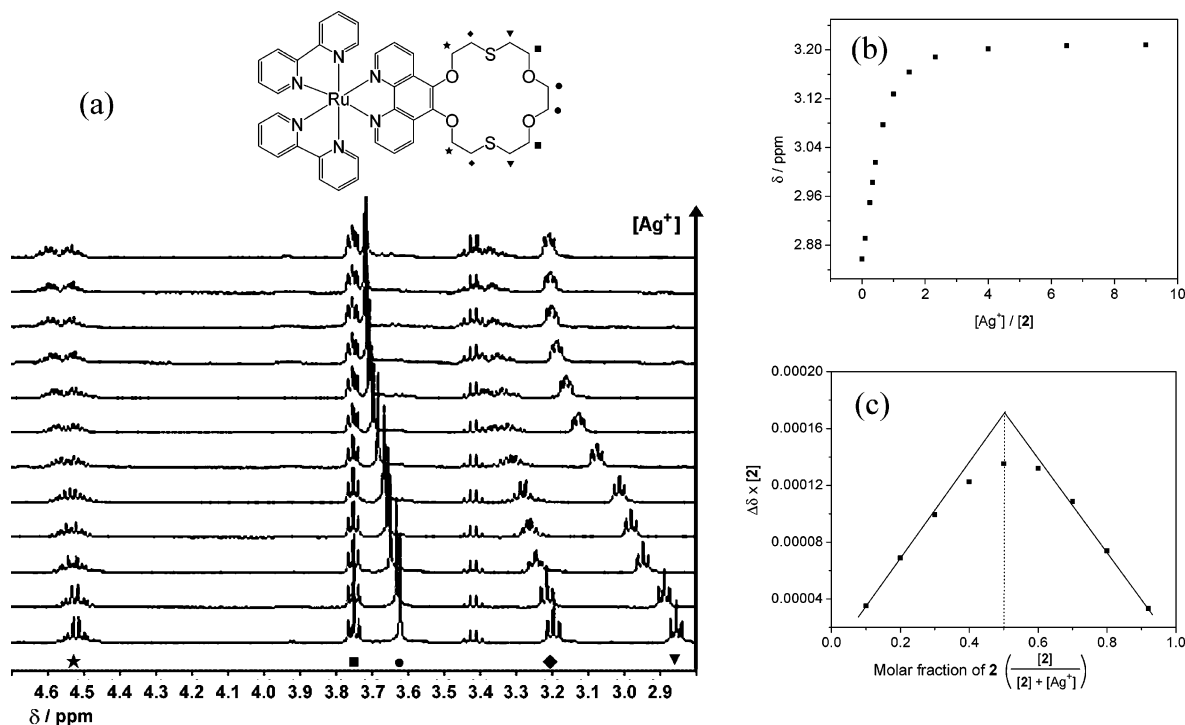 (a)
N
N
N
N
N
N
Ru
O
O
S
S
O
O
[Ag+]
4.6 4.5 4.4 4.3 4.2 4.1 4.0 3.9 3.8 3.7 3.6 3.5 3.4 3.3 3.2 3.1 3.0 2.9
δ / ppm
(b)
δ / ppm
3.20
3.12
3.04
2.96
2.88
0 2 4 6 8 10
[Ag+] / [2]
(c)
Δδ x [2]
0.00020
0.00016
0.00012
0.00008
0.00004
0.0 0.2 0.4 0.6 0.8 1.0
Molar fraction of 2 ( [2] / [2] + [Ag+] )